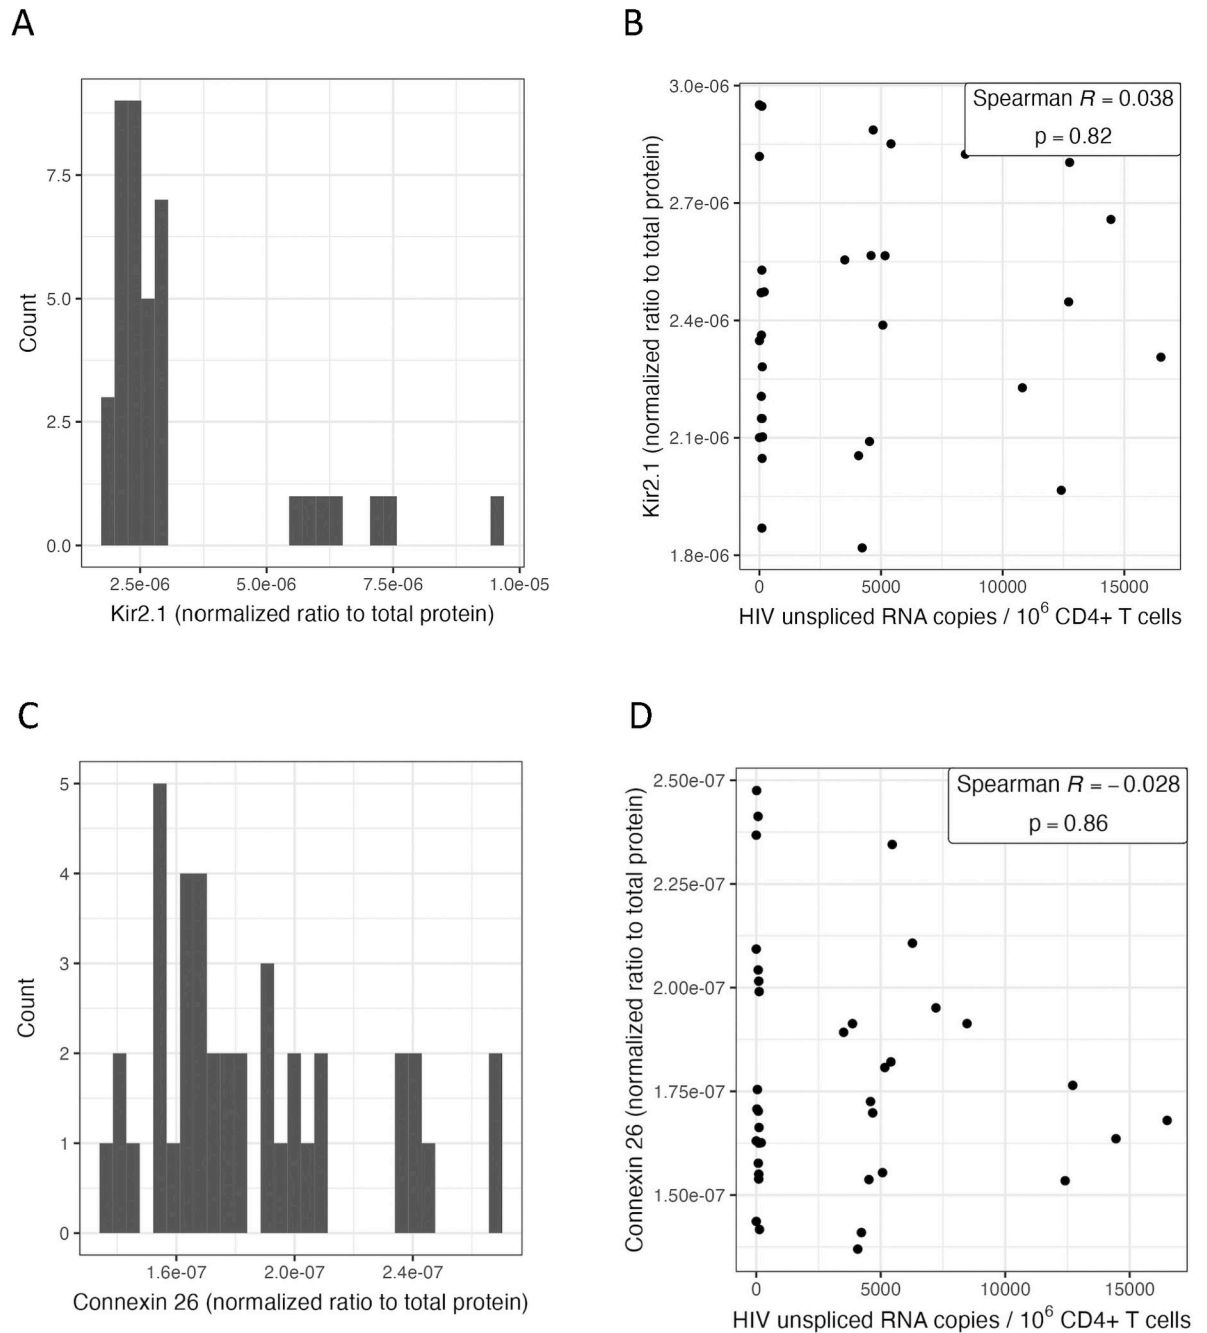 A
7.5
5.0
2.5
0.0
Count
2.5e-06 5.0e-06 7.5e-06 1.0e-05
Kir2.1 (normalized ratio to total protein)
B
Spearman R = 0.038
p = 0.82
3.0e-06
2.7e-06
2.4e-06
2.1e-06
1.8e-06
Kir2.1 (normalized ratio to total protein)
0 5000 10000 15000
HIV unspliced RNA copies / 10⁶ CD4+ T cells
C
5
4
3
2
1
0
Count
1.6e-07 2.0e-07 2.4e-07
Connexin 26 (normalized ratio to total protein)
D
Spearman R = −0.028
p = 0.86
2.50e-07
2.25e-07
2.00e-07
1.75e-07
1.50e-07
Connexin 26 (normalized ratio to total protein)
0 5000 10000 15000
HIV unspliced RNA copies / 10⁶ CD4+ T cells